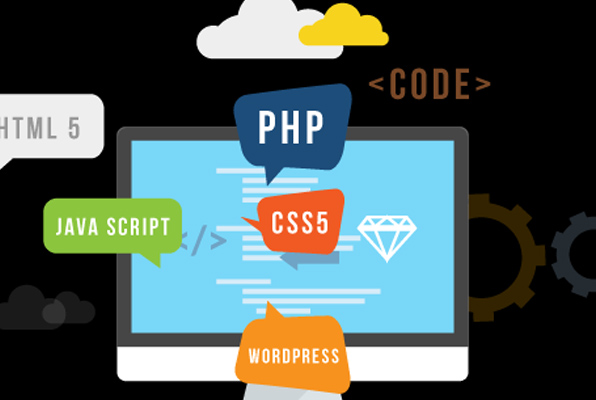 <CODE>
PHP
HTML 5
JAVA SCRIPT
CSS5
</>
WORDPRESS